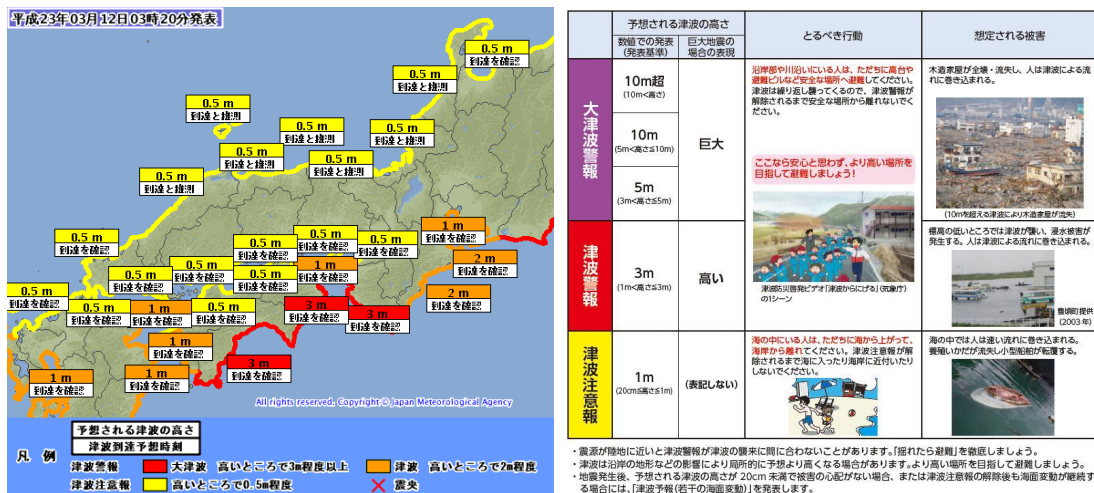 平成23年03月12日03時20分発表
0.5 m
到達を確認
0.5 m
到達と推測
0.5 m
到達と推測
0.5 m
到達と推測
0.5 m
到達と推測
0.5 m
到達と推測
0.5 m
到達と推測
0.5 m
到達と推測
0.5 m
到達を確認
0.5 m
到達を確認
0.5 m
到達を確認
0.5 m
到達を確認
1 m
到達を確認
2 m
到達を確認
0.5 m
到達を確認
0.5 m
到達を確認
0.5 m
到達を確認
1 m
到達を確認
0.5 m
到達を確認
0.5 m
到達を確認
1 m
到達を確認
0.5 m
到達を確認
3 m
到達を確認
3 m
到達を確認
2 m
到達を確認
1 m
到達を確認
1 m
到達を確認
1 m
到達を確認
3 m
到達を確認
All rights reserved. Copyright © Japan Meteorological Agency
凡 例
予想される津波の高さ
津波到達予想時刻
津波警報 大津波 高いところで3m程度以上 津波 高いところで2m程度
津波注意報 高いところで0.5m程度 震央
予想される津波の高さ
数値での発表
(発表基準)
巨大地震の
場合の表現
とるべき行動
想定される被害
大津波警報
10m超
(10m<高さ)
10m
(5m<高さ≦10m)
5m
(3m<高さ≦5m)
巨大
沿岸部や川沿いにいる人は、ただちに高台や
避難ビルなど安全な場所へ避難してください。
津波は繰り返し襲ってくるので、津波警報が
解除されるまで安全な場所から離れないでく
ださい。
ここなら安心と思わず、より高い場所を
目指して避難しましょう!
津波防災啓発ビデオ「津波からにげる」(気象庁)
の1シーン
木造家屋が全壊・流失し、人は津波による流
れに巻き込まれる。
(10mを超える津波により木造家屋が流失)
津波警報
3m
(1m<高さ≦3m)
高い
標高の低いところでは津波が襲い、浸水被害が
発生する。人は津波による流れに巻き込まれる。
豊頃町提供
(2003年)
津波注意報
1m
(20cm≦高さ≦1m)
(表記しない)
海の中にいる人は、ただちに海から上がって、
海岸から離れてください。津波注意報が解
除されるまで海に入ったり海岸に近付いたり
しないでください。
海の中では人は速い流れに巻き込まれる。
養殖いかだが流失し小型船舶が転覆する。
・震源が陸地に近いと津波警報が津波の襲来に間に合わないことがあります。「揺れたら避難」を徹底しましょう。
・津波は沿岸の地形などの影響により局所的に予想より高くなる場合があります。より高い場所を目指して避難しましょう。
・地震発生後、予想される津波の高さが 20cm 未満で被害の心配がない場合、または津波注意報の解除後も海面変動が継続す
る場合には、「津波予報(若干の海面変動)」を発表します。